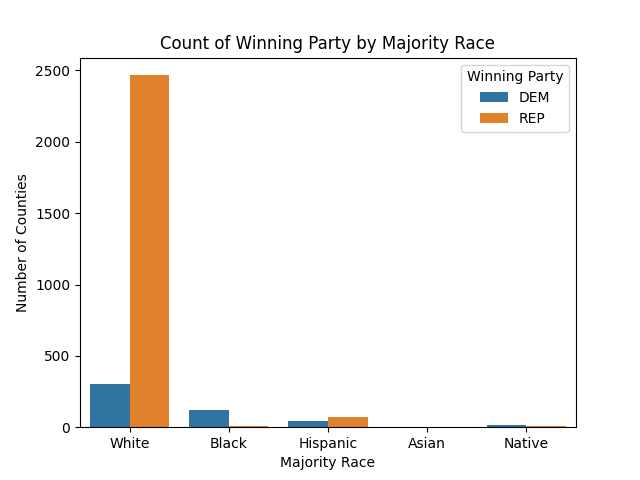 Count of Winning Party by Majority Race
Winning Party
DEM
REP
Number of Counties
2500
2000
1500
1000
500
0
White
Black
Hispanic
Asian
Native
Majority Race